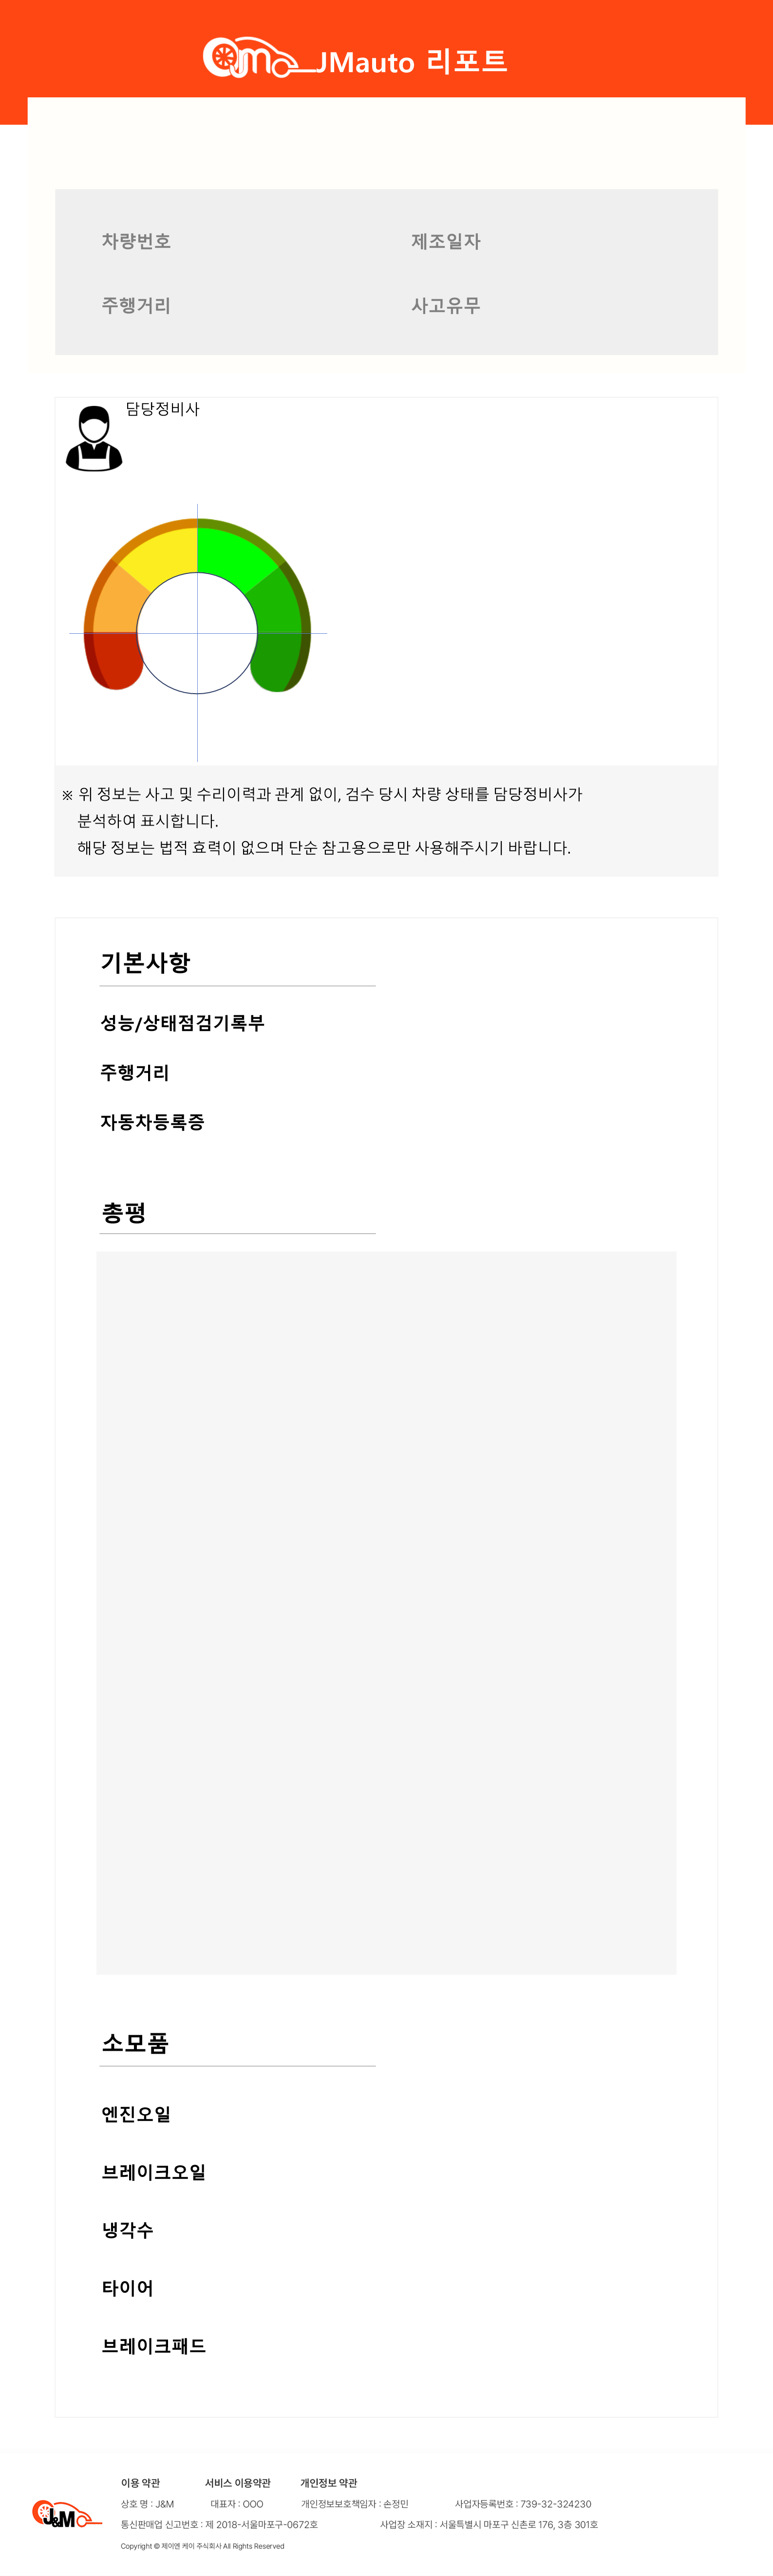 JMauto 리포트
차량번호 제조일자
주행거리 사고유무
담당정비사
※ 위 정보는 사고 및 수리이력과 관계 없이, 검수 당시 차량 상태를 담당정비사가
분석하여 표시합니다.
해당 정보는 법적 효력이 없으며 단순 참고용으로만 사용해주시기 바랍니다.
기본사항
성능/상태점검기록부
주행거리
자동차등록증
총평
소모품
엔진오일
브레이크오일
냉각수
타이어
브레이크패드
이용 약관 서비스 이용약관 개인정보 약관
J&M
상호 명 : J&M 대표자 : OOO 개인정보보호책임자 : 손정민 사업자등록번호 : 739-32-324230
통신판매업 신고번호 : 제 2018-서울마포구-0672호 사업장 소재지 : 서울특별시 마포구 신촌로 176, 3층 301호
Copyright © 제이엔 케이 주식회사 All Rights Reserved